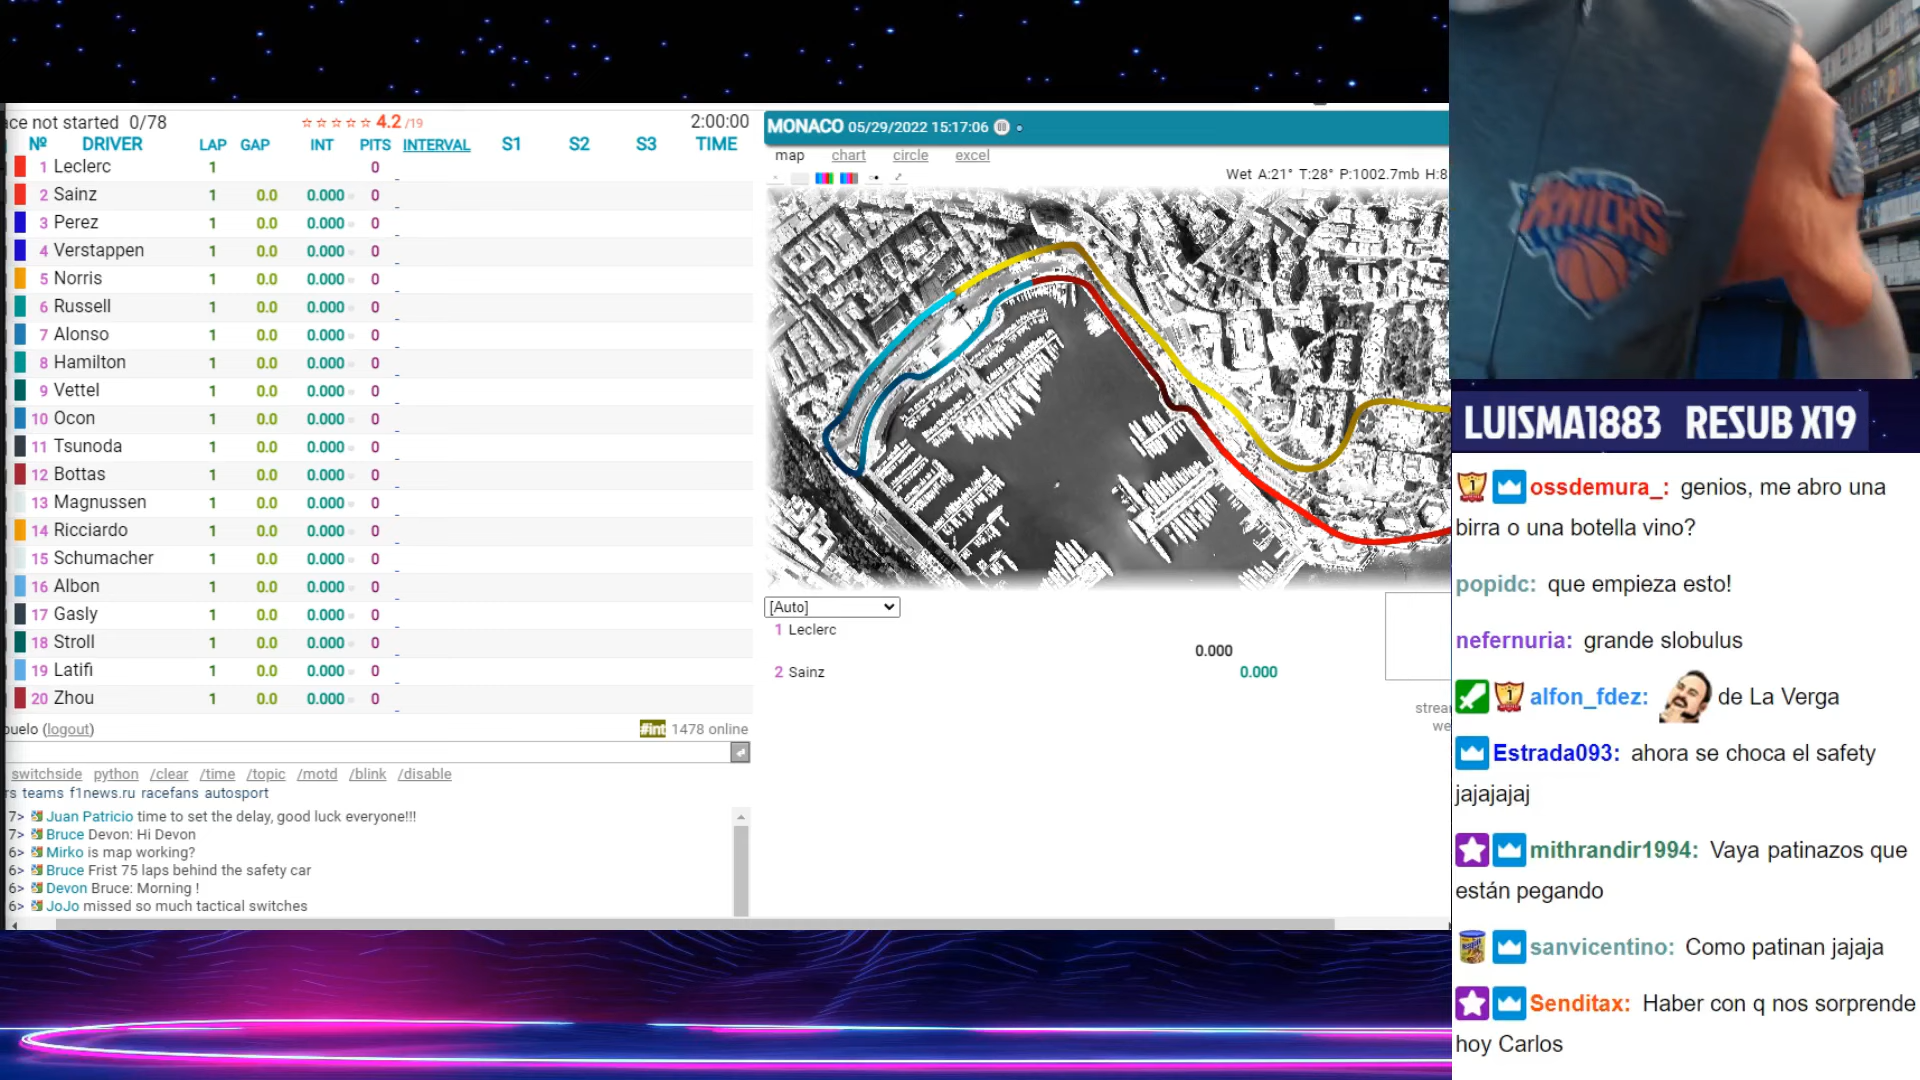 ace not started 0/78
4.2 /19
2:00:00
Nº DRIVER LAP GAP INT PITS INTERVAL S1 S2 S3 TIME
1 Leclerc 1 0
2 Sainz 1 0.0 0.000 0
3 Perez 1 0.0 0.000 0
4 Verstappen 1 0.0 0.000 0
5 Norris 1 0.0 0.000 0
6 Russell 1 0.0 0.000 0
7 Alonso 1 0.0 0.000 0
8 Hamilton 1 0.0 0.000 0
9 Vettel 1 0.0 0.000 0
10 Ocon 1 0.0 0.000 0
11 Tsunoda 1 0.0 0.000 0
12 Bottas 1 0.0 0.000 0
13 Magnussen 1 0.0 0.000 0
14 Ricciardo 1 0.0 0.000 0
15 Schumacher 1 0.0 0.000 0
16 Albon 1 0.0 0.000 0
17 Gasly 1 0.0 0.000 0
18 Stroll 1 0.0 0.000 0
19 Latifi 1 0.0 0.000 0
20 Zhou 1 0.0 0.000 0
uelo (logout)
#int 1478 online
switchside python /clear /time /topic /motd /blink /disable
rs teams f1news.ru racefans autosport
7> Juan Patricio time to set the delay, good luck everyone!!!
7> Bruce Devon: Hi Devon
6> Mirko is map working?
6> Bruce Frist 75 laps behind the safety car
6> Devon Bruce: Morning !
6> JoJo missed so much tactical switches
MONACO 05/29/2022 15:17:06
map chart circle excel
Wet A:21° T:28° P:1002.7mb H:8
[Auto]
1 Leclerc
0.000
2 Sainz 0.000
strea
we
KNICKS
LUISMA1883 RESUB X19
ossdemura_: genios, me abro una
birra o una botella vino?
popidc: que empieza esto!
nefernuria: grande slobulus
alfon_fdez: de La Verga
Estrada093: ahora se choca el safety
jajajajaj
mithrandir1994: Vaya patinazos que
están pegando
sanvicentino: Como patinan jajaja
Senditax: Haber con q nos sorprende
hoy Carlos